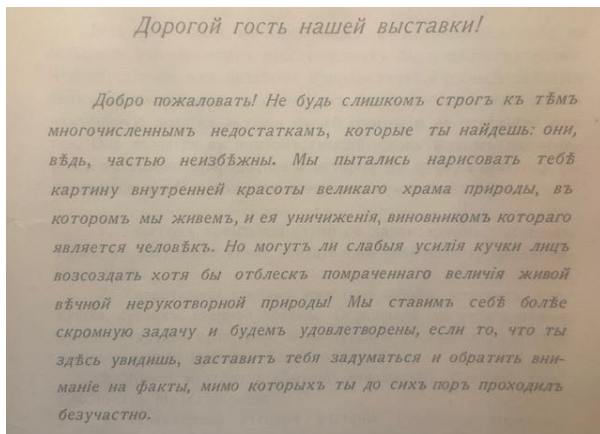 Дорогой гость нашей выставки!
Добро пожаловать! Не будь слишкомъ строгъ къ тѣмъ
многочисленнымъ недостаткамъ, которые ты найдешь: они,
вѣдь, частью неизбѣжны. Мы пытались нарисовать тебѣ
картину внутренней красоты великаго храма природы, въ
которомъ мы живемъ, и ея уничиженія, виновникомъ котораго
является человѣкъ. Но могутъ ли слабыя усилія кучки лицъ
возсоздать хотя бы отблескъ помраченнаго величія живой
вѣчной нерукотворной природы! Мы ставимъ себѣ болѣе
скромную задачу и будемъ удовлетворены, если то, что ты
здѣсь увидишь, заставитъ тебя задуматься и обратить вни-
маніе на факты, мимо которыхъ ты до сихъ поръ проходилъ
безучастно.